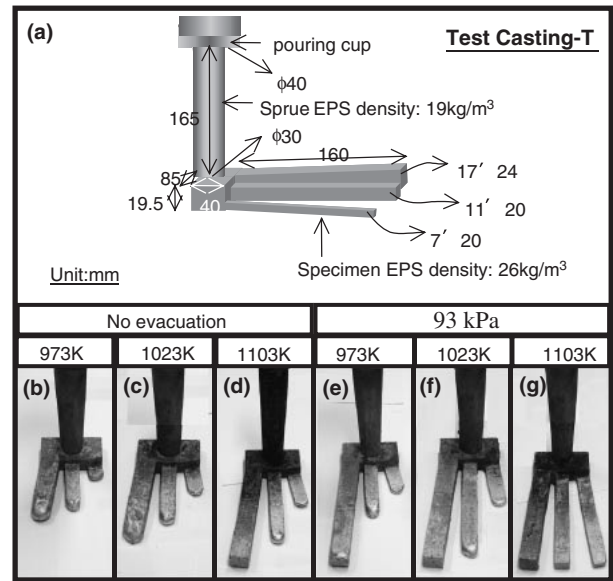 (a)
Test Casting-T
pouring cup
ϕ40
165
Sprue EPS density: 19kg/m³
ϕ30
160
85
17′ 24
19.5
40
11′ 20
7′ 20
Unit:mm
Specimen EPS density: 26kg/m³
No evacuation
93 kPa
973K
1023K
1103K
973K
1023K
1103K
(b)
(c)
(d)
(e)
(f)
(g)